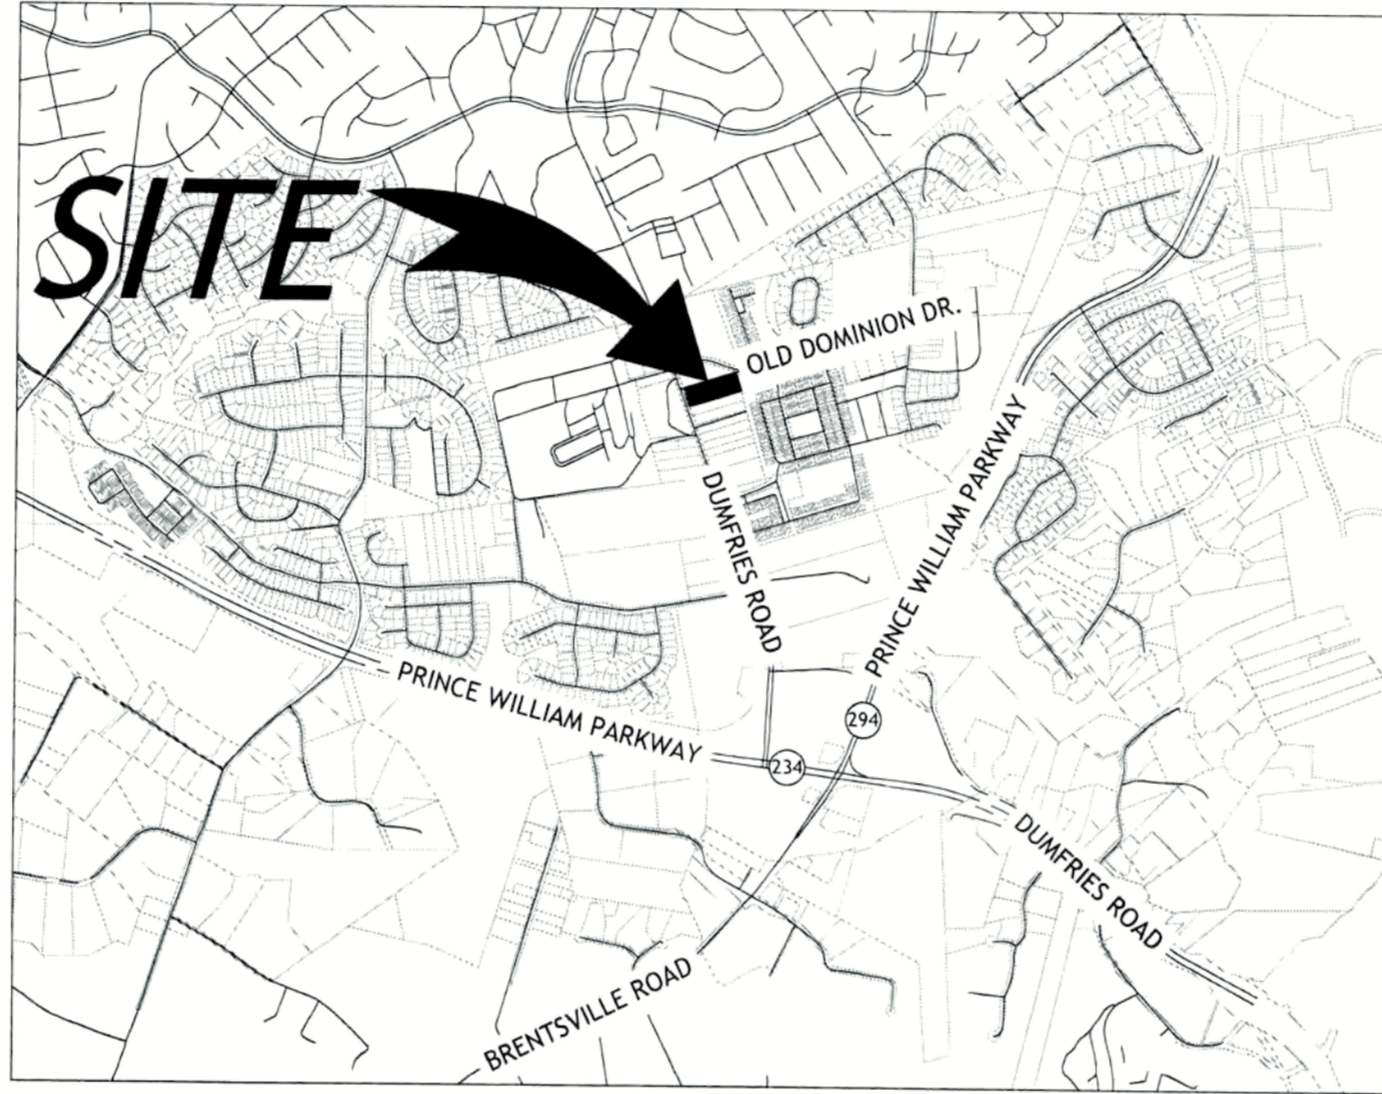 SITE
OLD DOMINION DR.
DUMFRIES ROAD
PRINCE WILLIAM PARKWAY
PRINCE WILLIAM PARKWAY
294
234
DUMFRIES ROAD
BRENTSVILLE ROAD